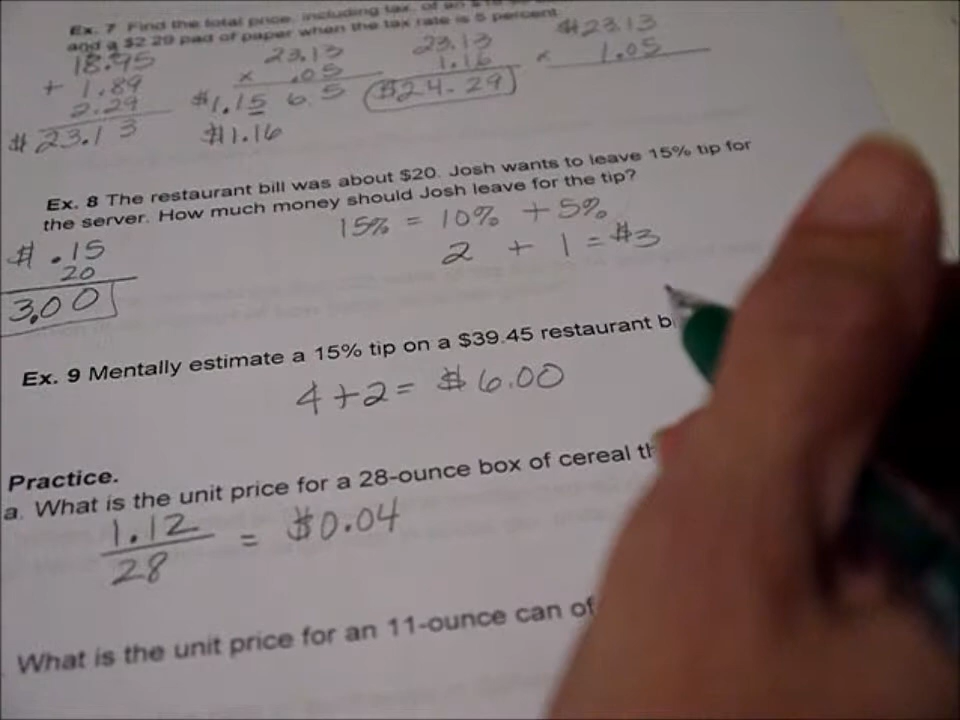 Ex. 7 Find the total price, including tax, of an
and a $2.29 pad of paper when the tax rate is 5 percent.
18.95
+ 1.89
2.29
$ 23.13
23.13
x .05
$1.15 65
$1.16
23.13
1.16
$24.29
$23.13
x 1.05
Ex. 8 The restaurant bill was about $20. Josh wants to leave 15% tip for
the server. How much money should Josh leave for the tip?
$ .15
20
3.00
15% = 10% + 5%
2 + 1 = $3
Ex. 9 Mentally estimate a 15% tip on a $39.45 restaurant
4+2= $6.00
Practice.
a. What is the unit price for a 28-ounce box of cereal
1.12
28
= $0.04
What is the unit price for an 11-ounce can of